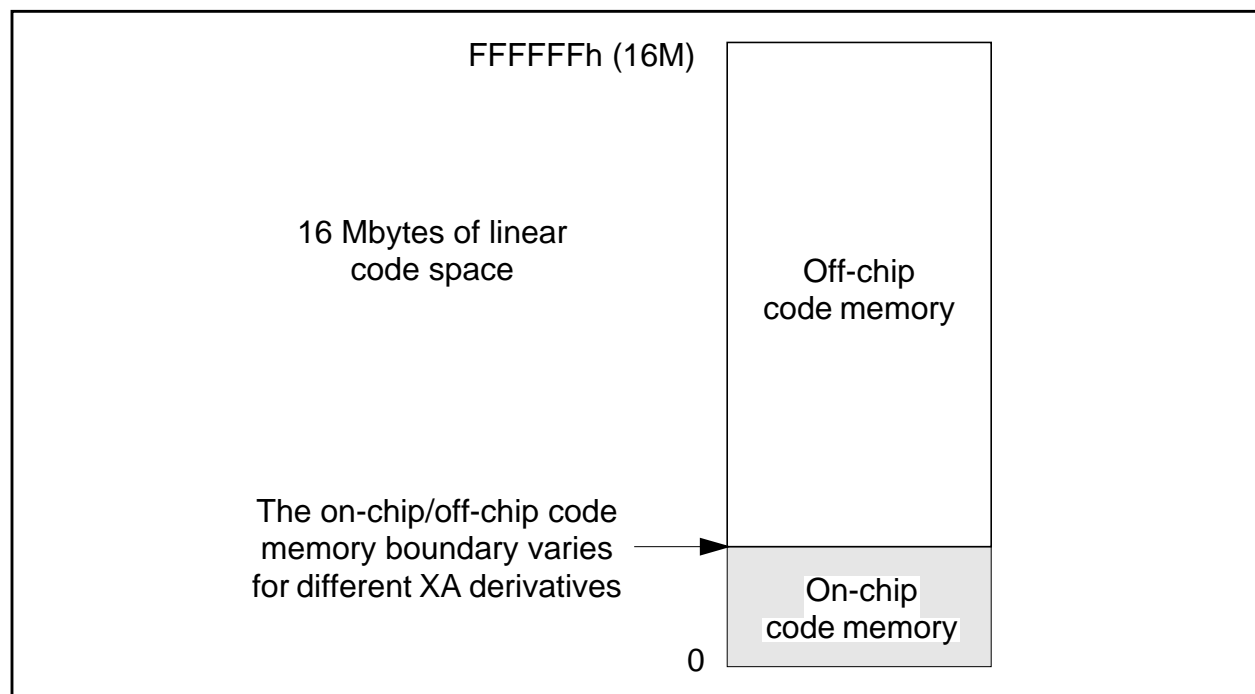 FFFFFFh (16M)
16 Mbytes of linear
code space
Off-chip
code memory
The on-chip/off-chip code
memory boundary varies
for different XA derivatives
On-chip
code memory
0